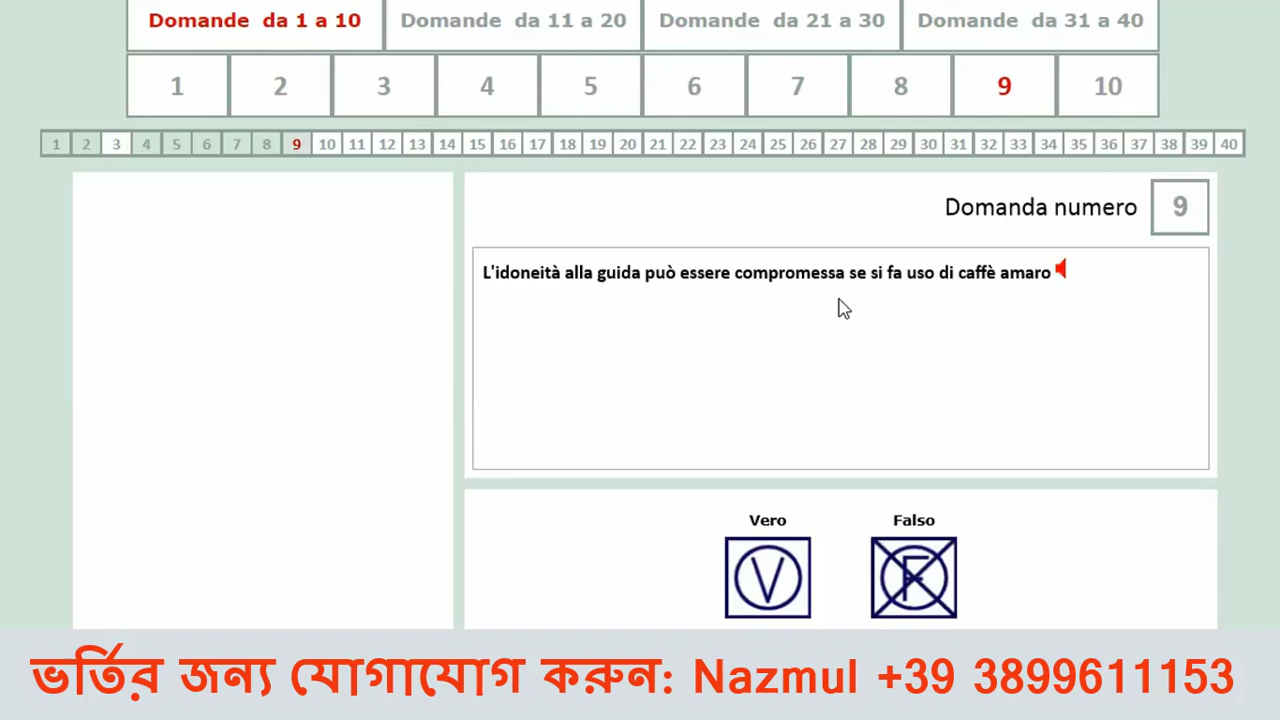 Domande da 1 a 10 Domande da 11 a 20 Domande da 21 a 30 Domande da 31 a 40
1 2 3 4 5 6 7 8 9 10
1 2 3 4 5 6 7 8 9 10 11 12 13 14 15 16 17 18 19 20 21 22 23 24 25 26 27 28 29 30 31 32 33 34 35 36 37 38 39 40
Domanda numero 9
L'idoneità alla guida può essere compromessa se si fa uso di caffè amaro
Vero Falso
V F
ভর্তির জন্য যোগাযোগ করুন: Nazmul +39 3899611153